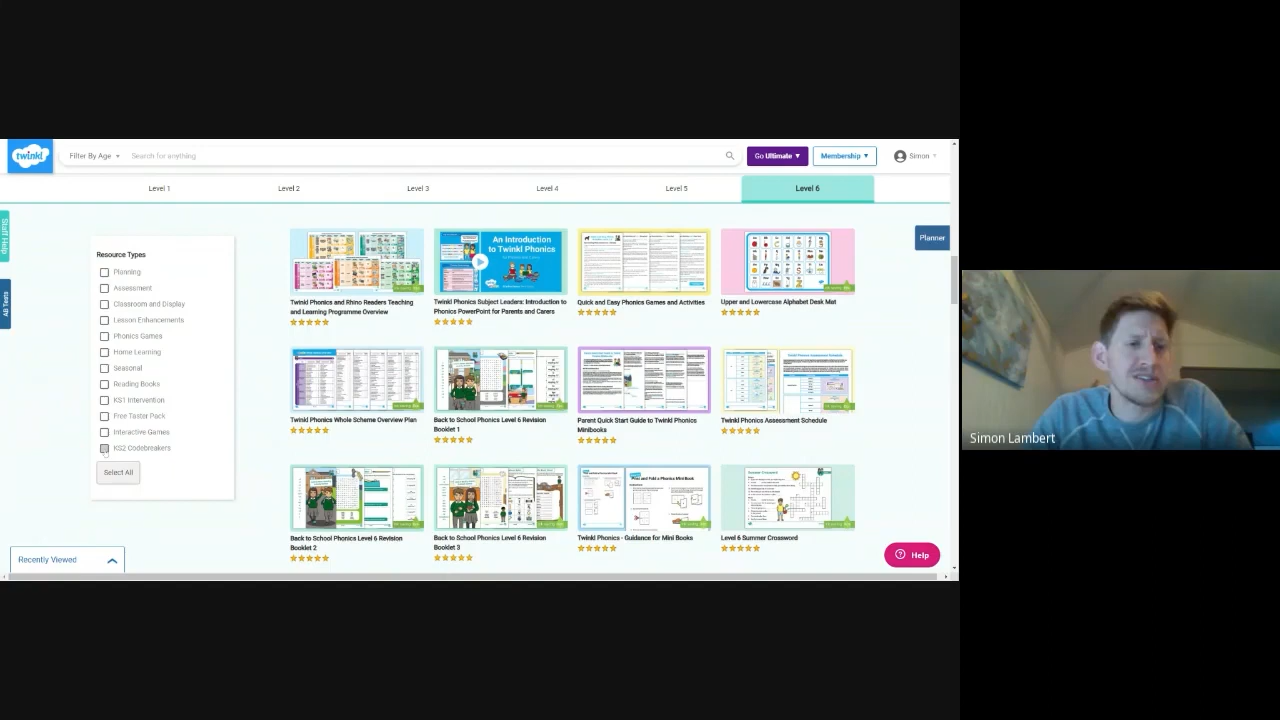 twinkl
Filter By Age
Search for anything
Go Ultimate
Membership
Simon
Level 1
Level 2
Level 3
Level 4
Level 5
Level 6
Staff Help
AB Tests
Planner
Resource Types
Planning
Assessment
Classroom and Display
Lesson Enhancements
Phonics Games
Home Learning
Seasonal
Reading Books
KS1 Intervention
Free Taster Pack
Interactive Games
KS2 Codebreakers
Select All
An Introduction
to Twinkl Phonics
Twinkl Phonics and Rhino Readers Teaching
and Learning Programme Overview
Twinkl Phonics Subject Leaders: Introduction to
Phonics PowerPoint for Parents and Carers
Quick and Easy Phonics Games and Activities
Upper and Lowercase Alphabet Desk Mat
Twinkl Phonics Whole Scheme Overview Plan
Back to School Phonics Level 6 Revision
Booklet 1
Parent Quick Start Guide to Twinkl Phonics
Minibooks
Twinkl Phonics Assessment Schedule
Back to School Phonics Level 6 Revision
Booklet 2
Back to School Phonics Level 6 Revision
Booklet 3
Twinkl Phonics - Guidance for Mini Books
Summer Crossword
Level 6 Summer Crossword
Recently Viewed
Help
Simon Lambert